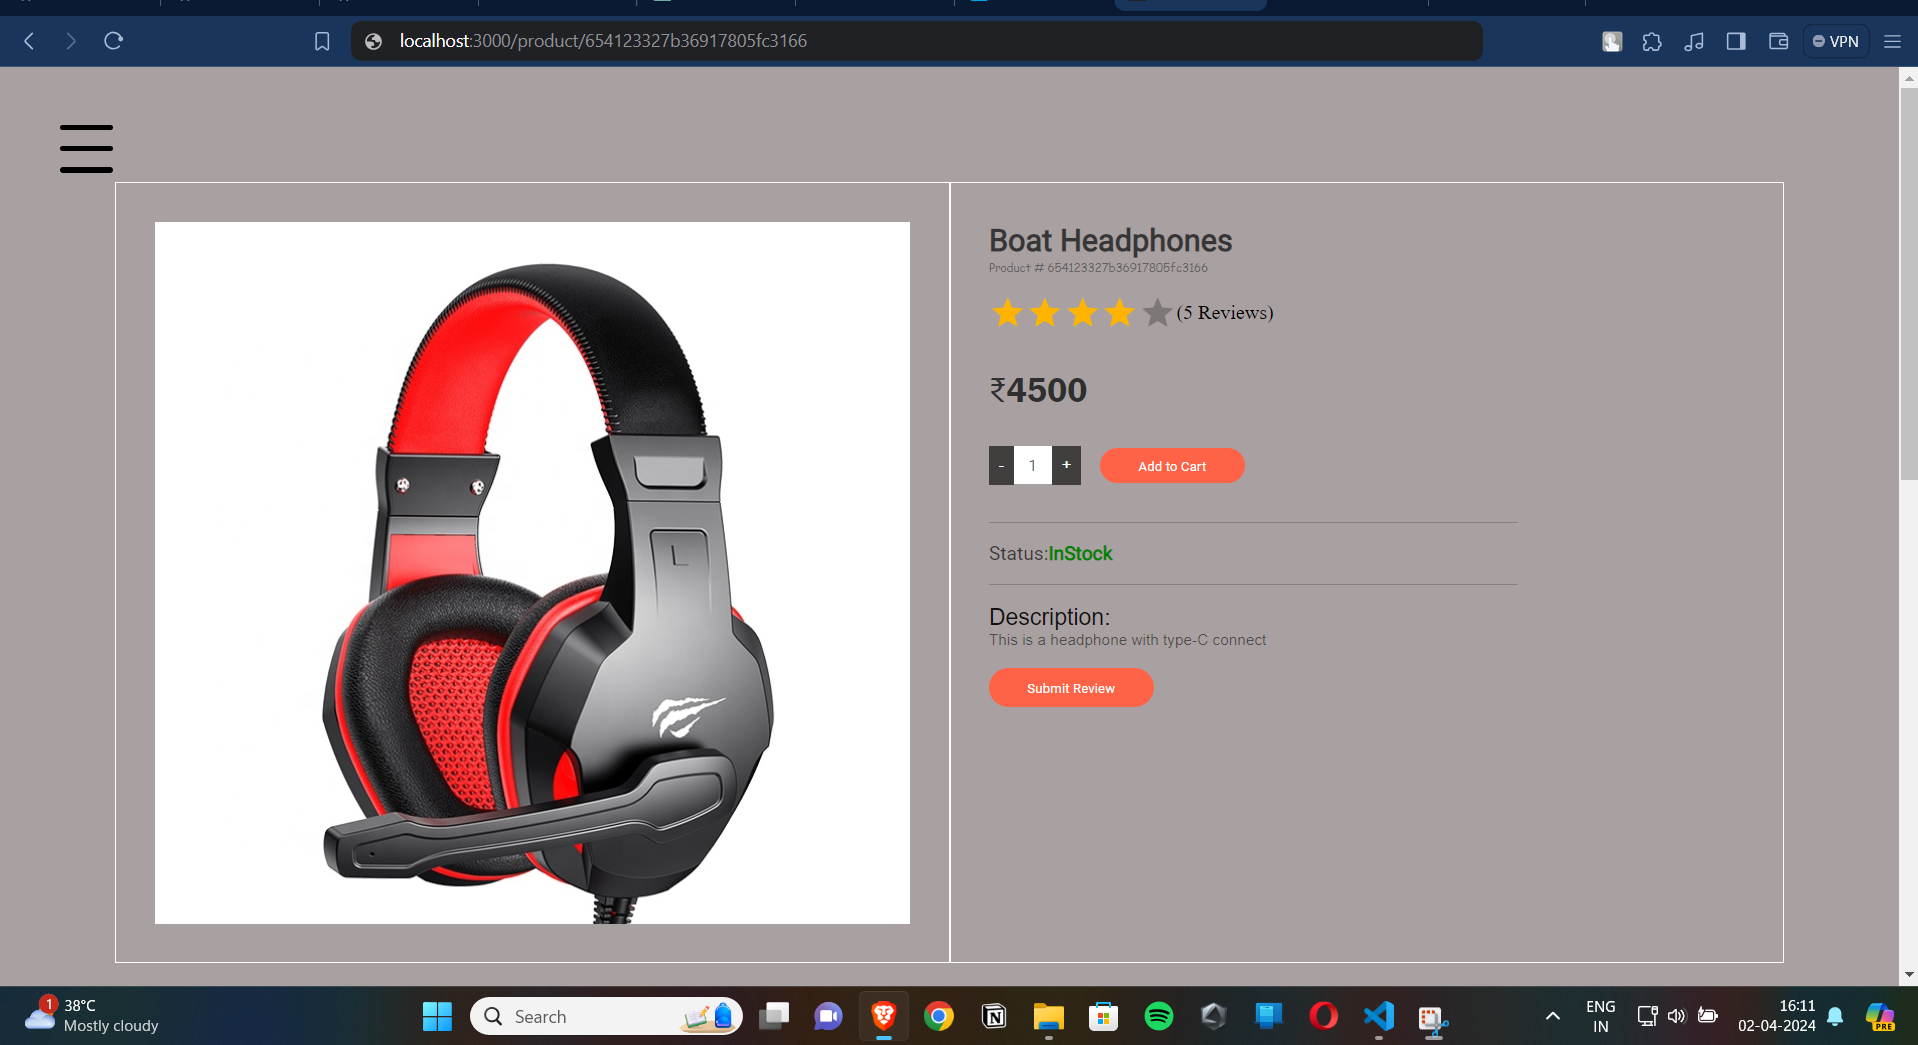 localhost:3000/product/654123327b36917805fc3166
VPN
Boat Headphones
Product # 654123327b36917805fc3166
(5 Reviews)
₹4500
- 1 + Add to Cart
Status:InStock
Description:
This is a headphone with type-C connect
Submit Review
L
1
38°C
Mostly cloudy
Search
PRE
ENG
IN
16:11
02-04-2024